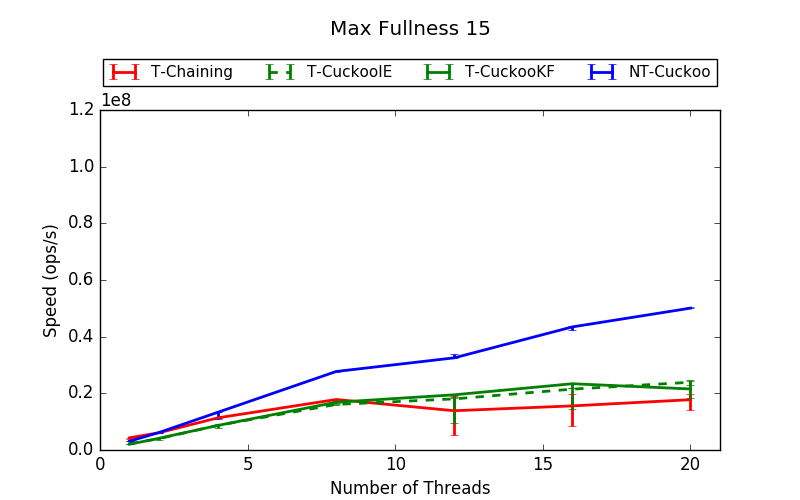 Max Fullness 15
T-Chaining T-CuckooIE T-CuckooKF NT-Cuckoo
1e8
1.2
1.0
0.8
0.6
0.4
0.2
0.0
Speed (ops/s)
0 5 10 15 20
Number of Threads